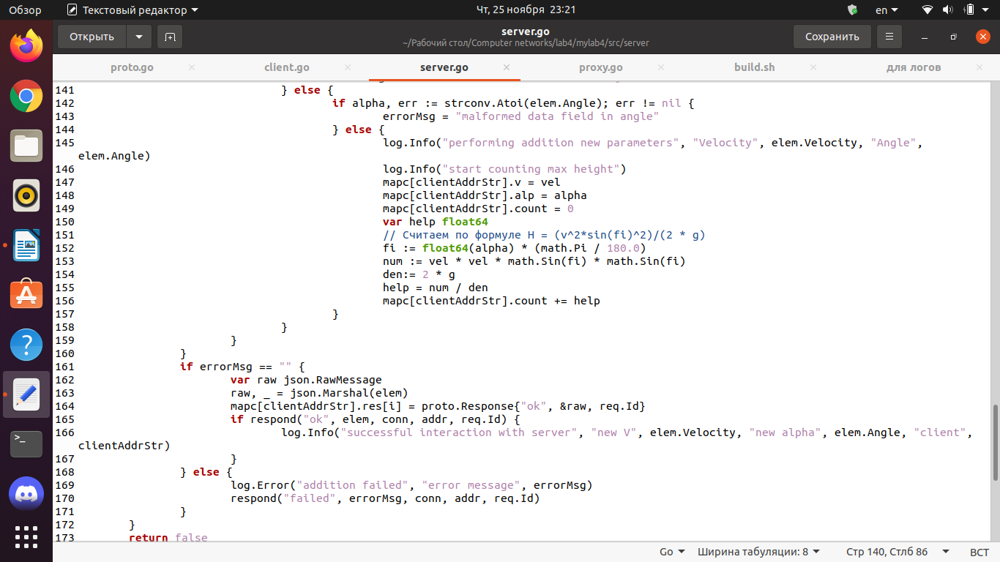 Обзор Текстовый редактор Чт, 25 ноября 23:21 en
Открыть server.go Сохранить
~/Рабочий стол/Computer networks/lab4/mylab4/src/server
proto.go client.go server.go proxy.go build.sh для логов
141 } else {
142 if alpha, err := strconv.Atoi(elem.Angle); err != nil {
143 errorMsg = "malformed data field in angle"
144 } else {
145 log.Info("performing addition new parameters", "Velocity", elem.Velocity, "Angle",
elem.Angle)
146 log.Info("start counting max height")
147 mapc[clientAddrStr].v = vel
148 mapc[clientAddrStr].alp = alpha
149 mapc[clientAddrStr].count = 0
150 var help float64
151 // Считаем по формуле H = (v^2*sin(fi)^2)/(2 * g)
152 fi := float64(alpha) * (math.Pi / 180.0)
153 num := vel * vel * math.Sin(fi) * math.Sin(fi)
154 den:= 2 * g
155 help = num / den
156 mapc[clientAddrStr].count += help
157 }
158 }
159 }
160 }
161 if errorMsg == "" {
162 var raw json.RawMessage
163 raw, _ = json.Marshal(elem)
164 mapc[clientAddrStr].res[i] = proto.Response{"ok", &raw, req.Id}
165 if respond("ok", elem, conn, addr, req.Id) {
166 log.Info("successful interaction with server", "new V", elem.Velocity, "new alpha", elem.Angle, "client",
clientAddrStr)
167 }
168 } else {
169 log.Error("addition failed", "error message", errorMsg)
170 respond("failed", errorMsg, conn, addr, req.Id)
171 }
172 }
173 return false
Go Ширина табуляции: 8 Стр 140, Стлб 86 ВСТ